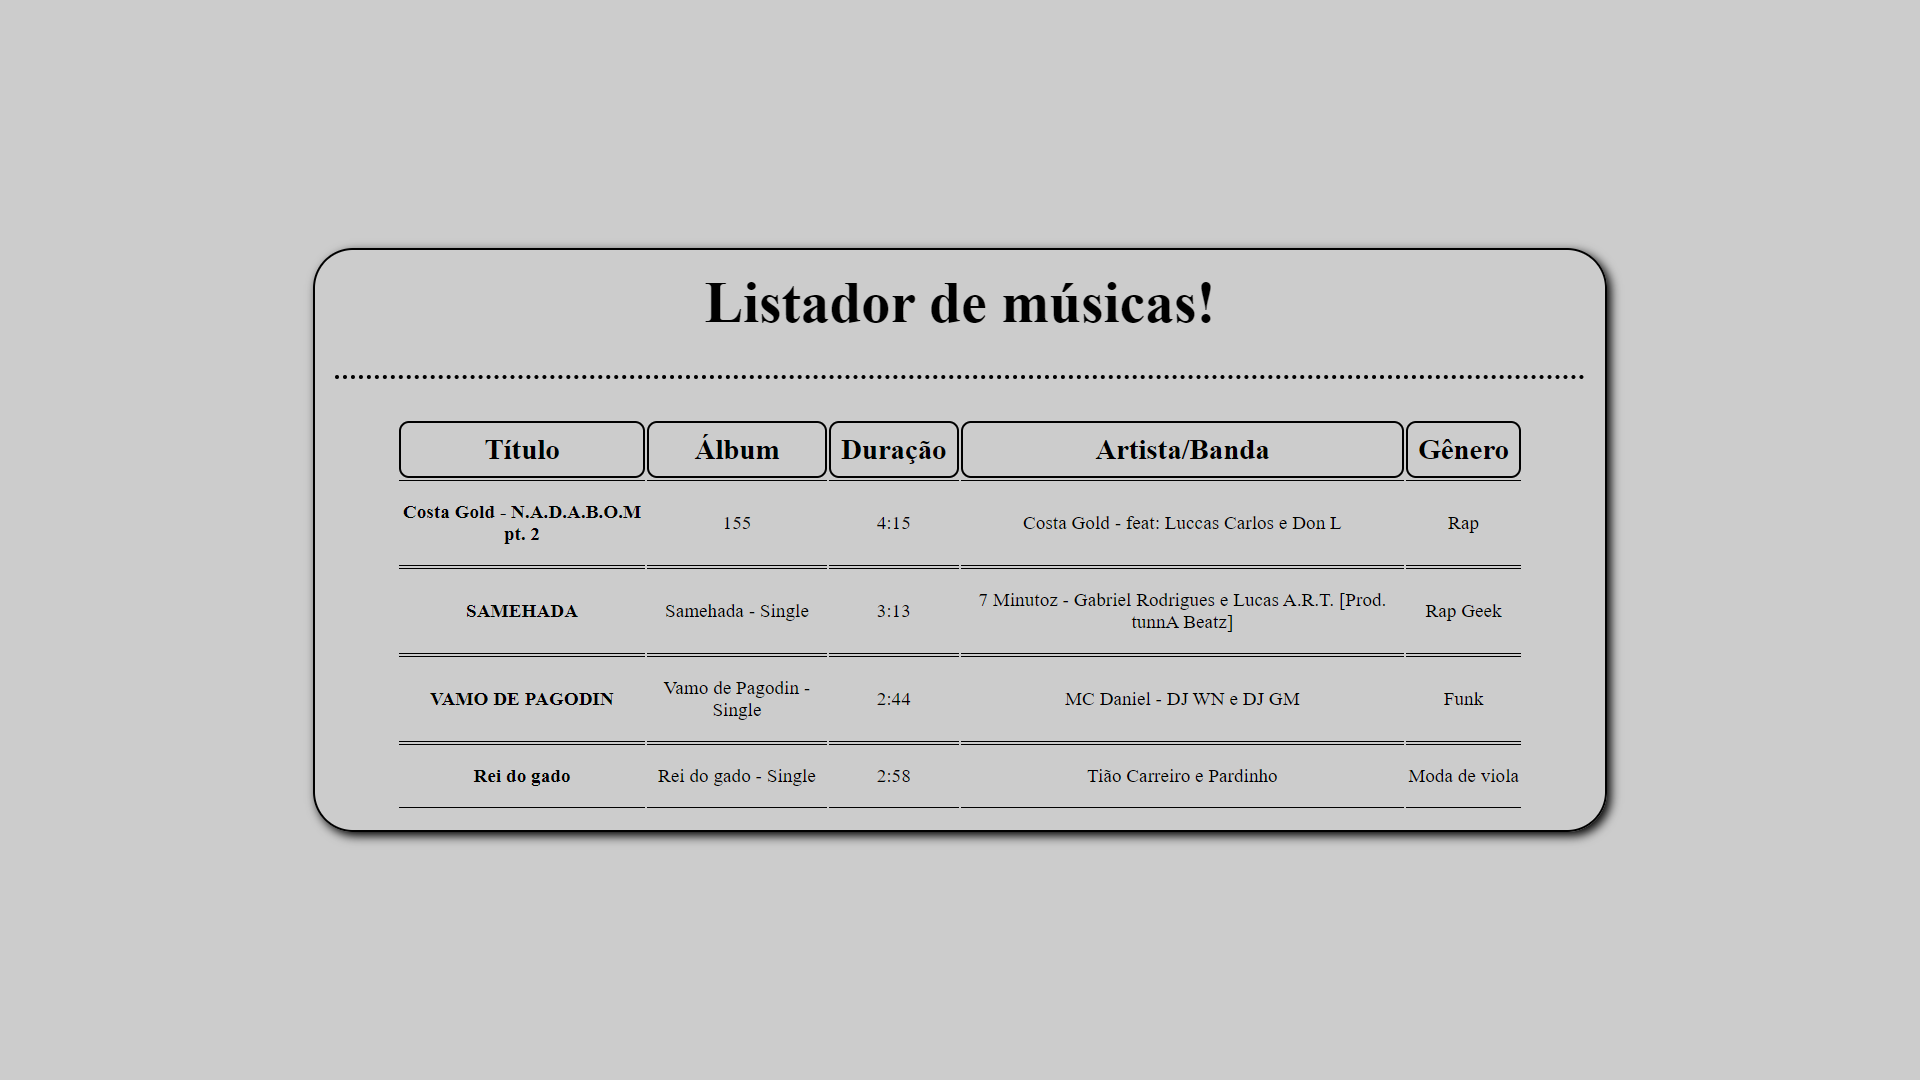 Listador de músicas!
Título Álbum Duração Artista/Banda Gênero
Costa Gold - N.A.D.A.B.O.M
pt. 2
155
4:15
Costa Gold - feat: Luccas Carlos e Don L
Rap
SAMEHADA
Samehada - Single
3:13
7 Minutoz - Gabriel Rodrigues e Lucas A.R.T. [Prod.
tunnA Beatz]
Rap Geek
VAMO DE PAGODIN
Vamo de Pagodin -
Single
2:44
MC Daniel - DJ WN e DJ GM
Funk
Rei do gado
Rei do gado - Single
2:58
Tião Carreiro e Pardinho
Moda de viola